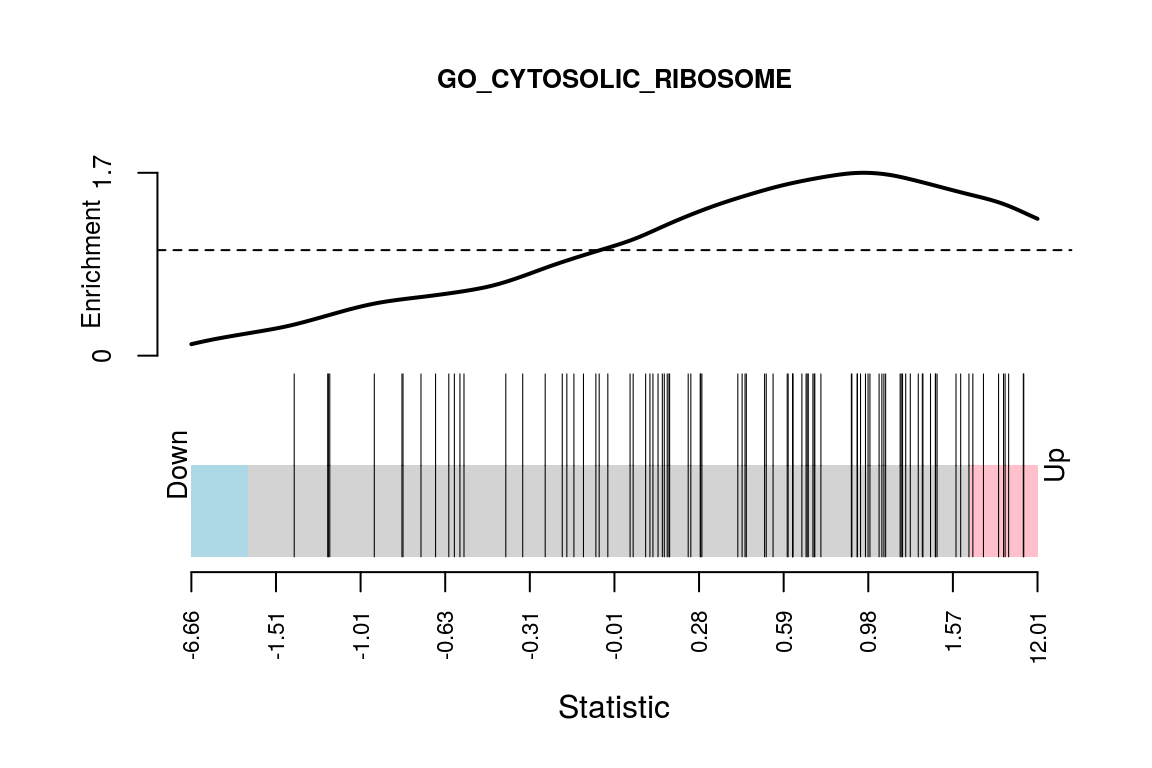 GO_CYTOSOLIC_RIBOSOME
Enrichment
1.7
0
Down
Up
-6.66 -1.51 -1.01 -0.63 -0.31 -0.01 0.28 0.59 0.98 1.57 12.01
Statistic